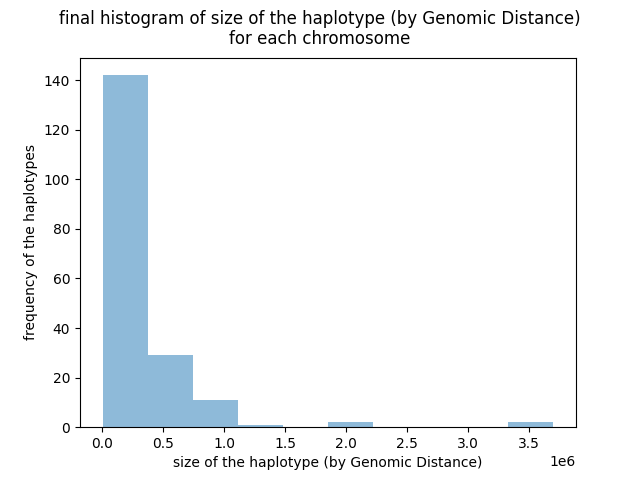 final histogram of size of the haplotype (by Genomic Distance)
for each chromosome
frequency of the haplotypes
140
120
100
80
60
40
20
0
0.0 0.5 1.0 1.5 2.0 2.5 3.0 3.5
1e6
size of the haplotype (by Genomic Distance)